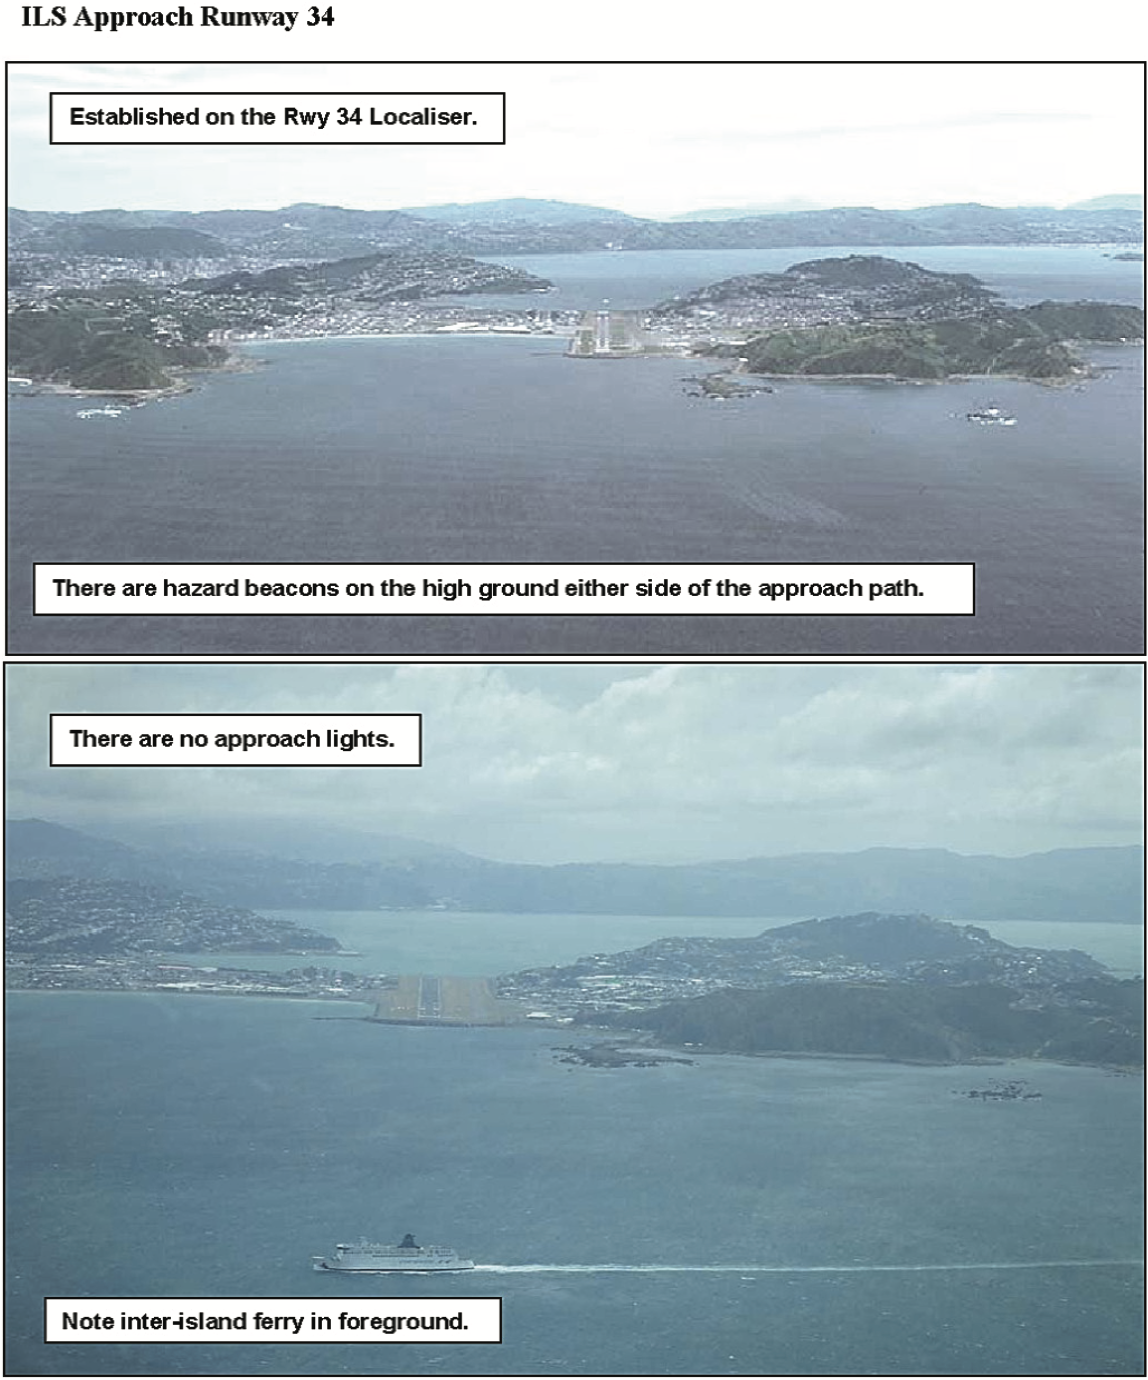 ILS Approach Runway 34
Established on the Rwy 34 Localiser.
There are hazard beacons on the high ground either side of the approach path.
There are no approach lights.
Note inter-island ferry in foreground.